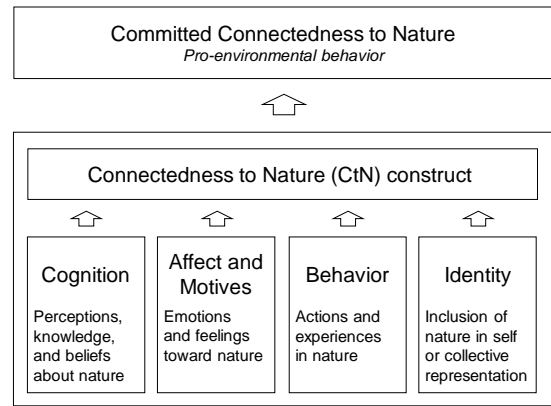 Committed Connectedness to Nature
Pro-environmental behavior
Connectedness to Nature (CtN) construct
Cognition
Perceptions,
knowledge,
and beliefs
about nature
Affect and
Motives
Emotions
and feelings
toward nature
Behavior
Actions and
experiences
in nature
Identity
Inclusion of
nature in self
or collective
representation